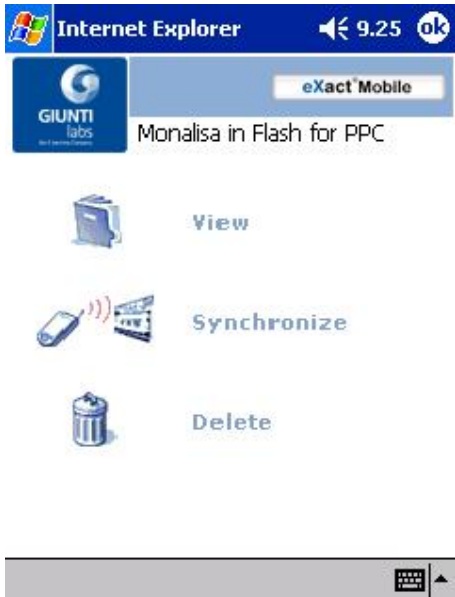 Internet Explorer 9.25 ok
GIUNTI
labs
eXact Mobile
Monalisa in Flash for PPC
View
Synchronize
Delete